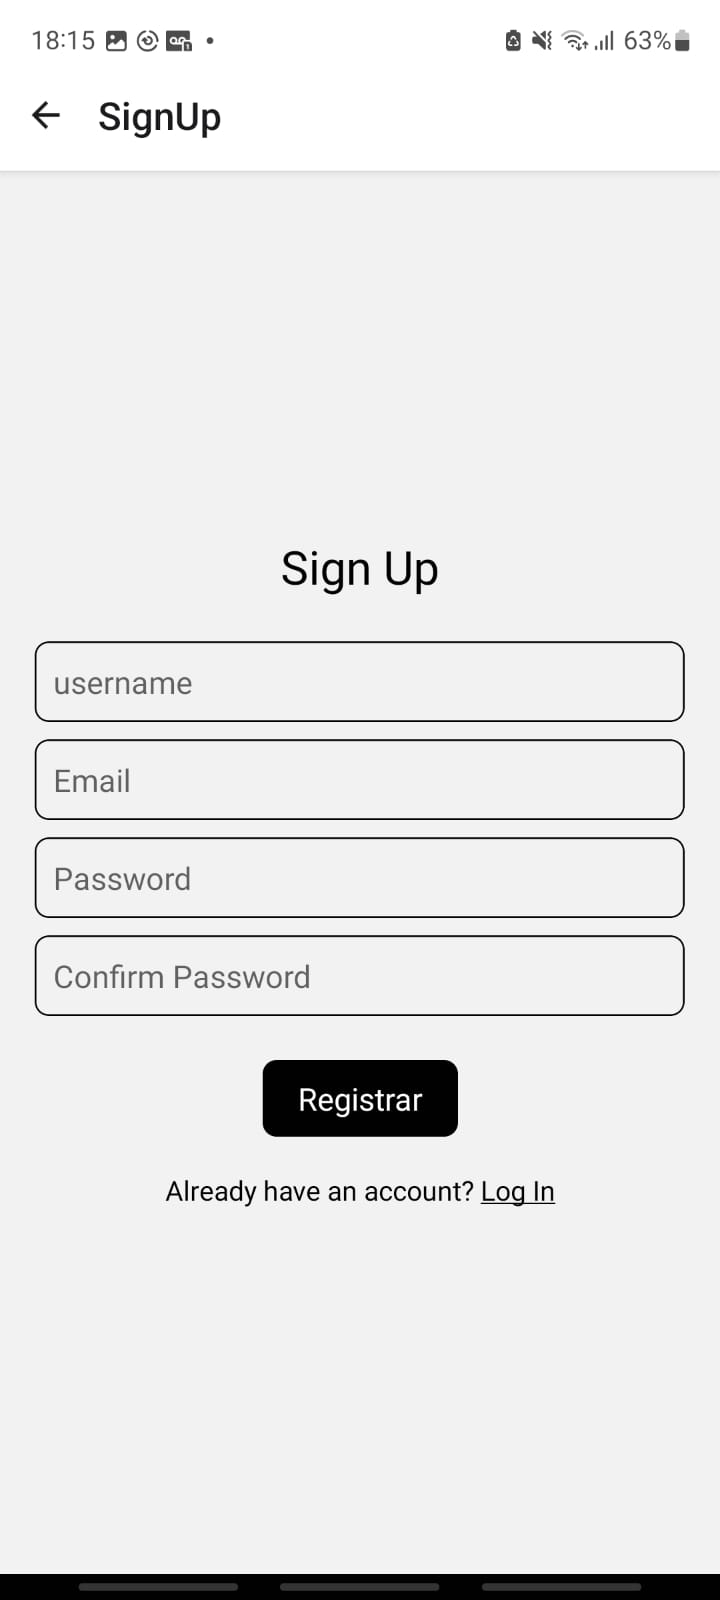 18:15 63%
SignUp
Sign Up
username
Email
Password
Confirm Password
Registrar
Already have an account? Log In